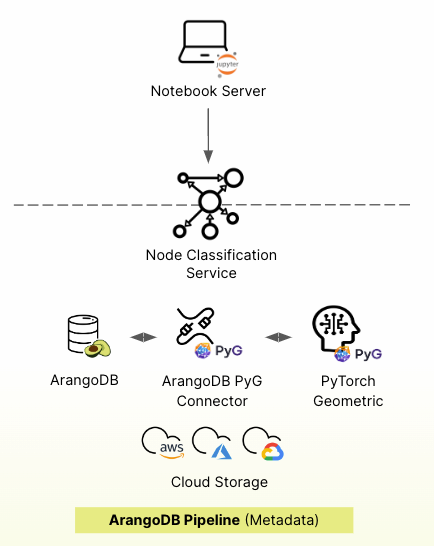 jupyter
Notebook Server
Node Classification
Service
PyG
PyG
ArangoDB
ArangoDB PyG
Connector
PyTorch
Geometric
aws
Cloud Storage
ArangoDB Pipeline (Metadata)